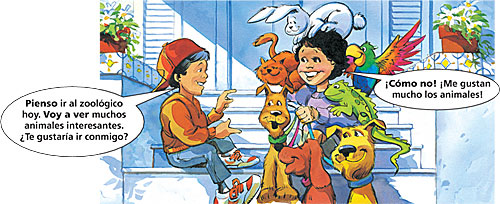 Pienso ir al zoológico
hoy. Voy a ver muchos
animales interesantes.
¿Te gustaría ir conmigo?
¡Cómo no! ¡Me gustan
mucho los animales!